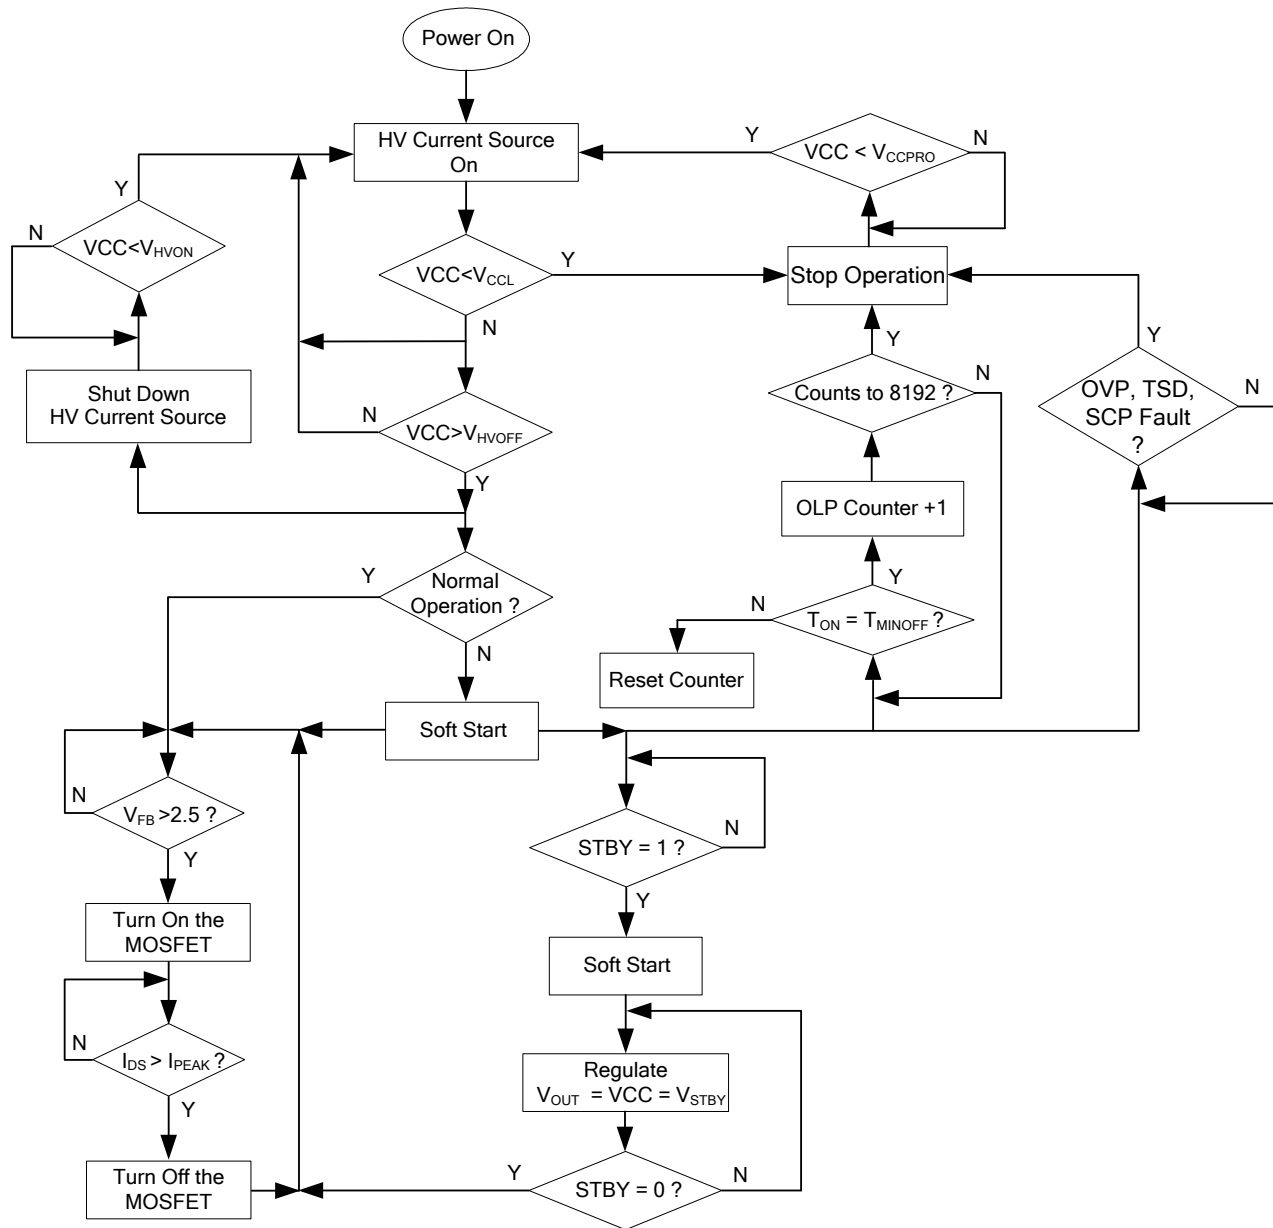 Power On
HV Current Source
On
Y
VCC < VCCPRO
N
Y
N
VCC<VHVON
VCC<VCCL
Y
Stop Operation
N
Y
Y
Shut Down
HV Current Source
N
VCC>VHVOFF
Counts to 8192 ?
N
OVP, TSD,
SCP Fault
?
N
Y
OLP Counter +1
Y
Normal
Operation ?
Y
N
TON = TMINOFF ?
N
Reset Counter
Soft Start
N
VFB >2.5 ?
Y
STBY = 1 ?
N
Y
Turn On the
MOSFET
Soft Start
N
IDS > IPEAK ?
Y
Regulate
VOUT = VCC = VSTBY
Turn Off the
MOSFET
Y
STBY = 0 ?
N